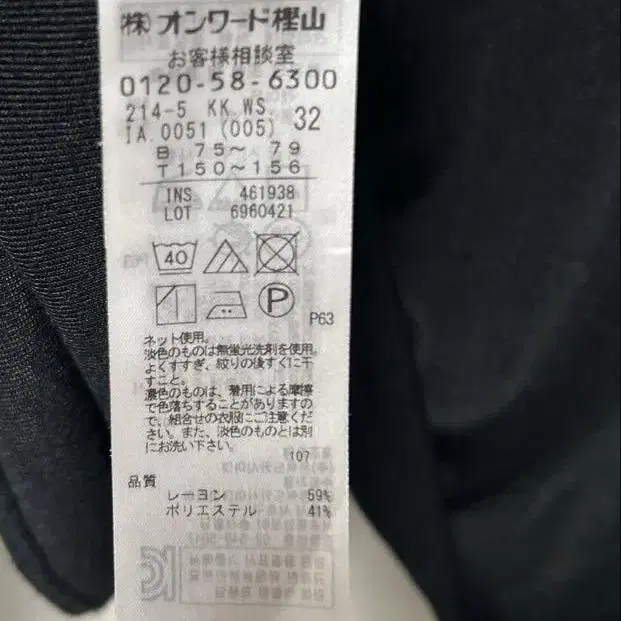 ㈱オンワード樫山
お客様相談室
0120-58-6300
214-5 KK.WS. 32
IA.0051 (005)
B 75～ 79
T150～156
INS. 461938
LOT 6960421
40
P
P63
ネット使用。
淡色のものは無蛍光洗剤を使用。
よくすすぎ、絞りの後すぐに干
すこと。
濃色のものは、着用による摩擦
で色落ちすることがありますの
で、組合せの衣服にご注意くだ
さい。また、淡色のものとは別
にお洗い下さい。
107
品質
レーヨン 59%
ポリエステル 41%